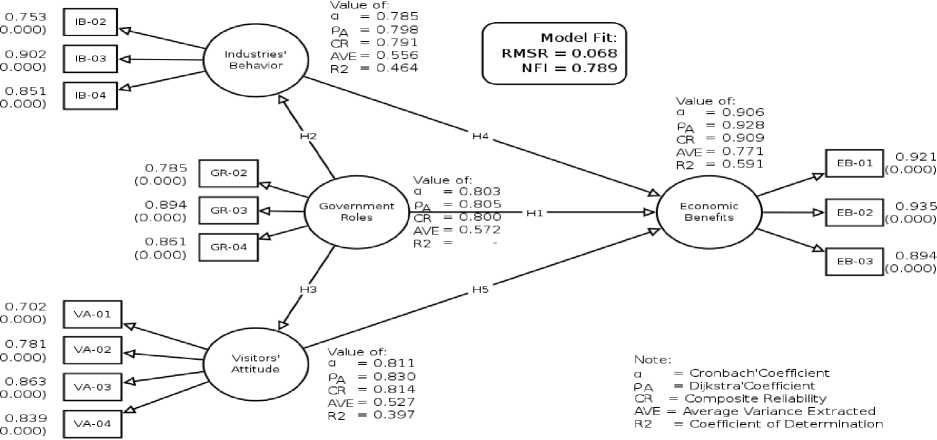 Value of:
α = 0.785
PA = 0.798
CR = 0.791
AVE = 0.556
R2 = 0.464
0.753
(0.000)
IB-02
0.902
(0.000)
IB-03
0.851
(0.000)
IB-04
Industries'
Behavior
Model Fit:
RMSR = 0.068
NFI = 0.789
Value of:
α = 0.906
PA = 0.928
CR = 0.909
AVE = 0.771
R2 = 0.591
H2
H4
0.785
(0.000)
GR-02
0.894
(0.000)
GR-03
0.861
(0.000)
GR-04
Government
Roles
Value of:
α = 0.803
PA = 0.805
CR = 0.800
AVE = 0.572
R2 = -
H1
Economic
Benefits
EB-01
0.921
(0.000)
EB-02
0.935
(0.000)
EB-03
0.894
(0.000)
H3
H5
0.702
(0.000)
VA-01
0.781
(0.000)
VA-02
0.863
(0.000)
VA-03
0.839
(0.000)
VA-04
Visitors'
Attitude
Value of:
α = 0.811
PA = 0.830
CR = 0.814
AVE = 0.527
R2 = 0.397
Note:
α = Cronbach'Coefficient
PA = Dijkstra'Coefficient
CR = Composite Reliability
AVE = Average Variance Extracted
R2 = Coefficient of Determination